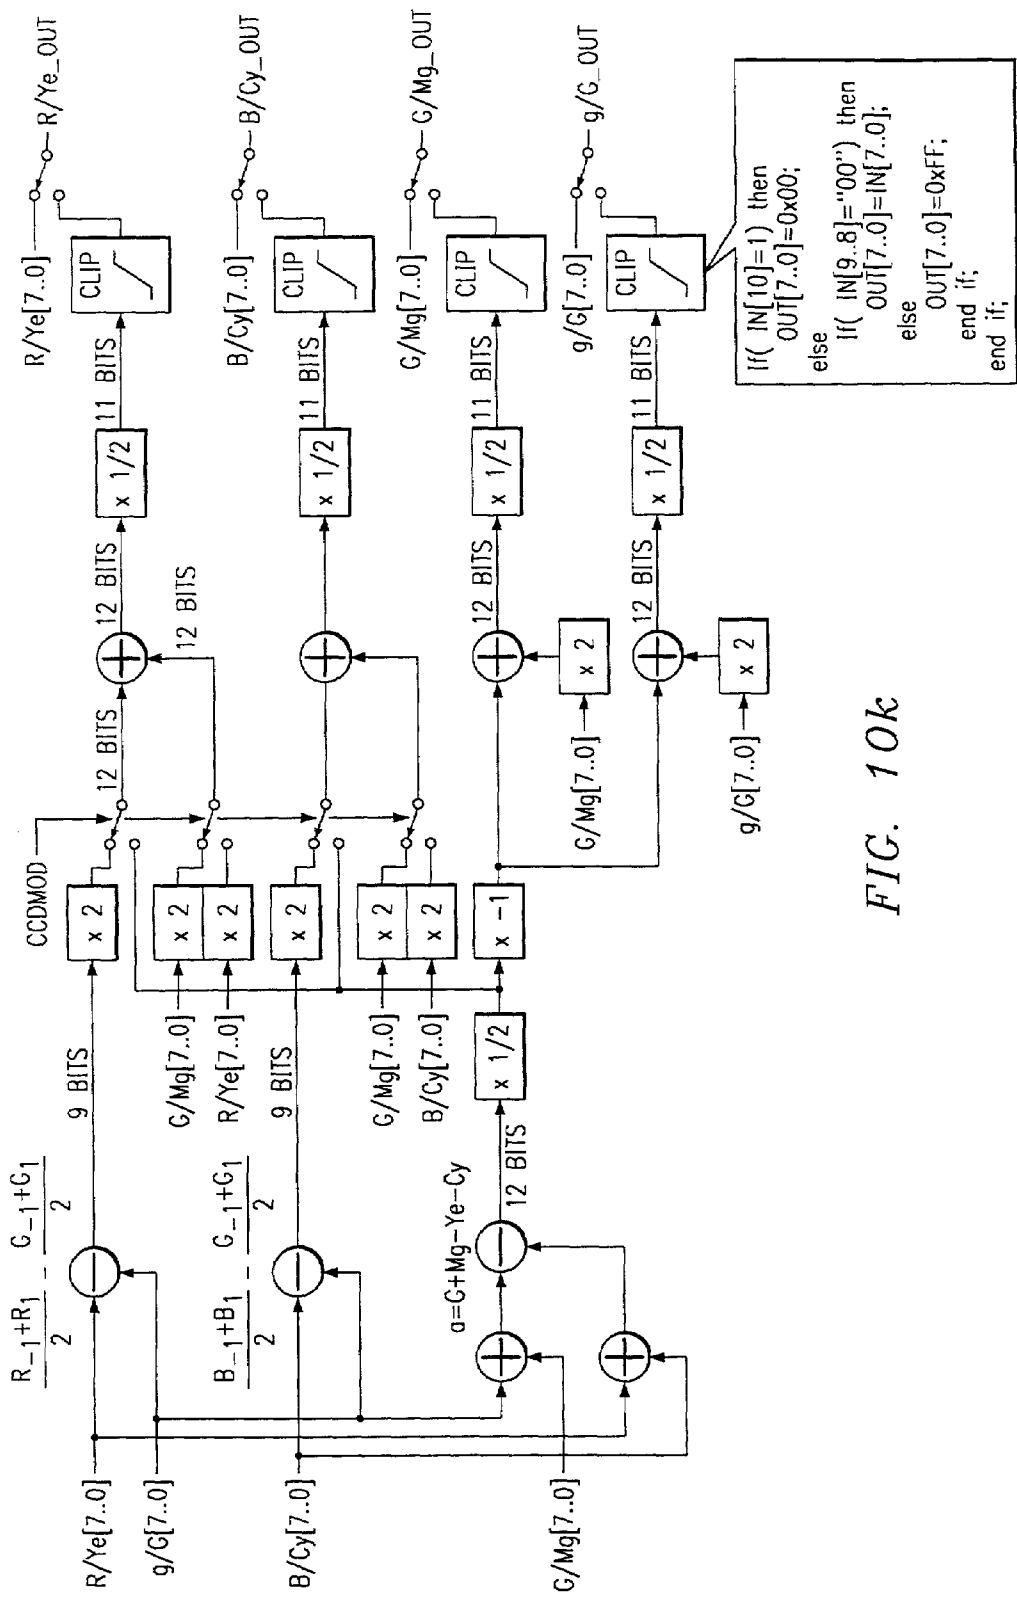 R/Ye[7..0]
g/G[7..0]
B/Cy[7..0]
G/Mg[7..0]
R₋₁+R₁
2
-
G₋₁+G₁
2
B₋₁+B₁
2
-
G₋₁+G₁
2
a=G+Mg-Ye-Cy
9 BITS
9 BITS
12 BITS
G/Mg[7..0]
R/Ye[7..0]
G/Mg[7..0]
B/Cy[7..0]
x 1/2
CCDMOD
x 2
x 2
x 2
x 2
x 2
x 2
x -1
12 BITS
12 BITS
G/Mg[7..0]
g/G[7..0]
x 2
x 2
12 BITS
12 BITS
12 BITS
x 1/2
x 1/2
x 1/2
x 1/2
11 BITS
11 BITS
11 BITS
11 BITS
R/Ye[7..0]
B/Cy[7..0]
G/Mg[7..0]
g/G[7..0]
CLIP
CLIP
CLIP
CLIP
R/Ye_OUT
B/Cy_OUT
G/Mg_OUT
g/G_OUT
If( IN[10]=1) then
OUT[7..0]=0x00;
else
If( IN[9..8]="00") then
OUT[7..0]=IN[7..0];
else
OUT[7..0]=0xFF;
end if;
end if;
FIG. 10k